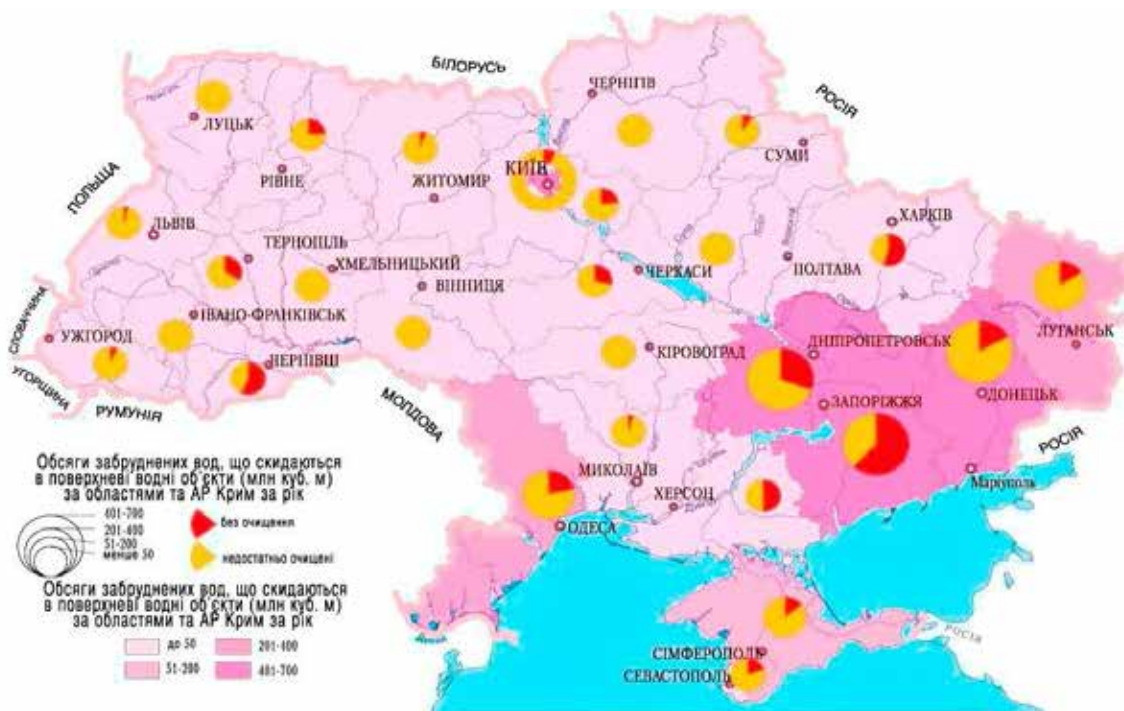 БІЛОРУСЬ
ЧЕРНІГІВ
РОСІЯ
ЛУЦЬК
СУМИ
КИЇВ
РІВНЕ
ЖИТОМИР
ПОЛЬЩА
ЛЬВІВ
ХАРКІВ
ТЕРНОПІЛЬ
ХМЕЛЬНИЦЬКИЙ
ЧЕРКАСИ
ПОЛТАВА
ВІННИЦЯ
СЛОВАЧЧИНА
ІВАНО-ФРАНКІВСЬК
УЖГОРОД
ЛУГАНСЬК
ДНІПРОПЕТРОВСЬК
КІРОВОГРАД
ЧЕРНІВЦІ
УГОРЩИНА
РУМУНІЯ
МОЛДОВА
ДОНЕЦЬК
ЗАПОРІЖЖЯ
РОСІЯ
Маріуполь
МИКОЛАЇВ
ХЕРСОН
ОДЕСА
Обсяги забруднених вод, що скидаються
в поверхневі водні об'єкти (млн куб. м)
за областями та АР Крим за рік
401-700
201-400
51-200
менше 50
без очищення
недостатньо очищені
Обсяги забруднених вод, що скидаються
в поверхневі водні об'єкти (млн куб. м)
за областями та АР Крим за рік
до 50
201-400
51-200
401-700
Дунай
РОСІЯ
СІМФЕРОПОЛЬ
СЕВАСТОПОЛЬ